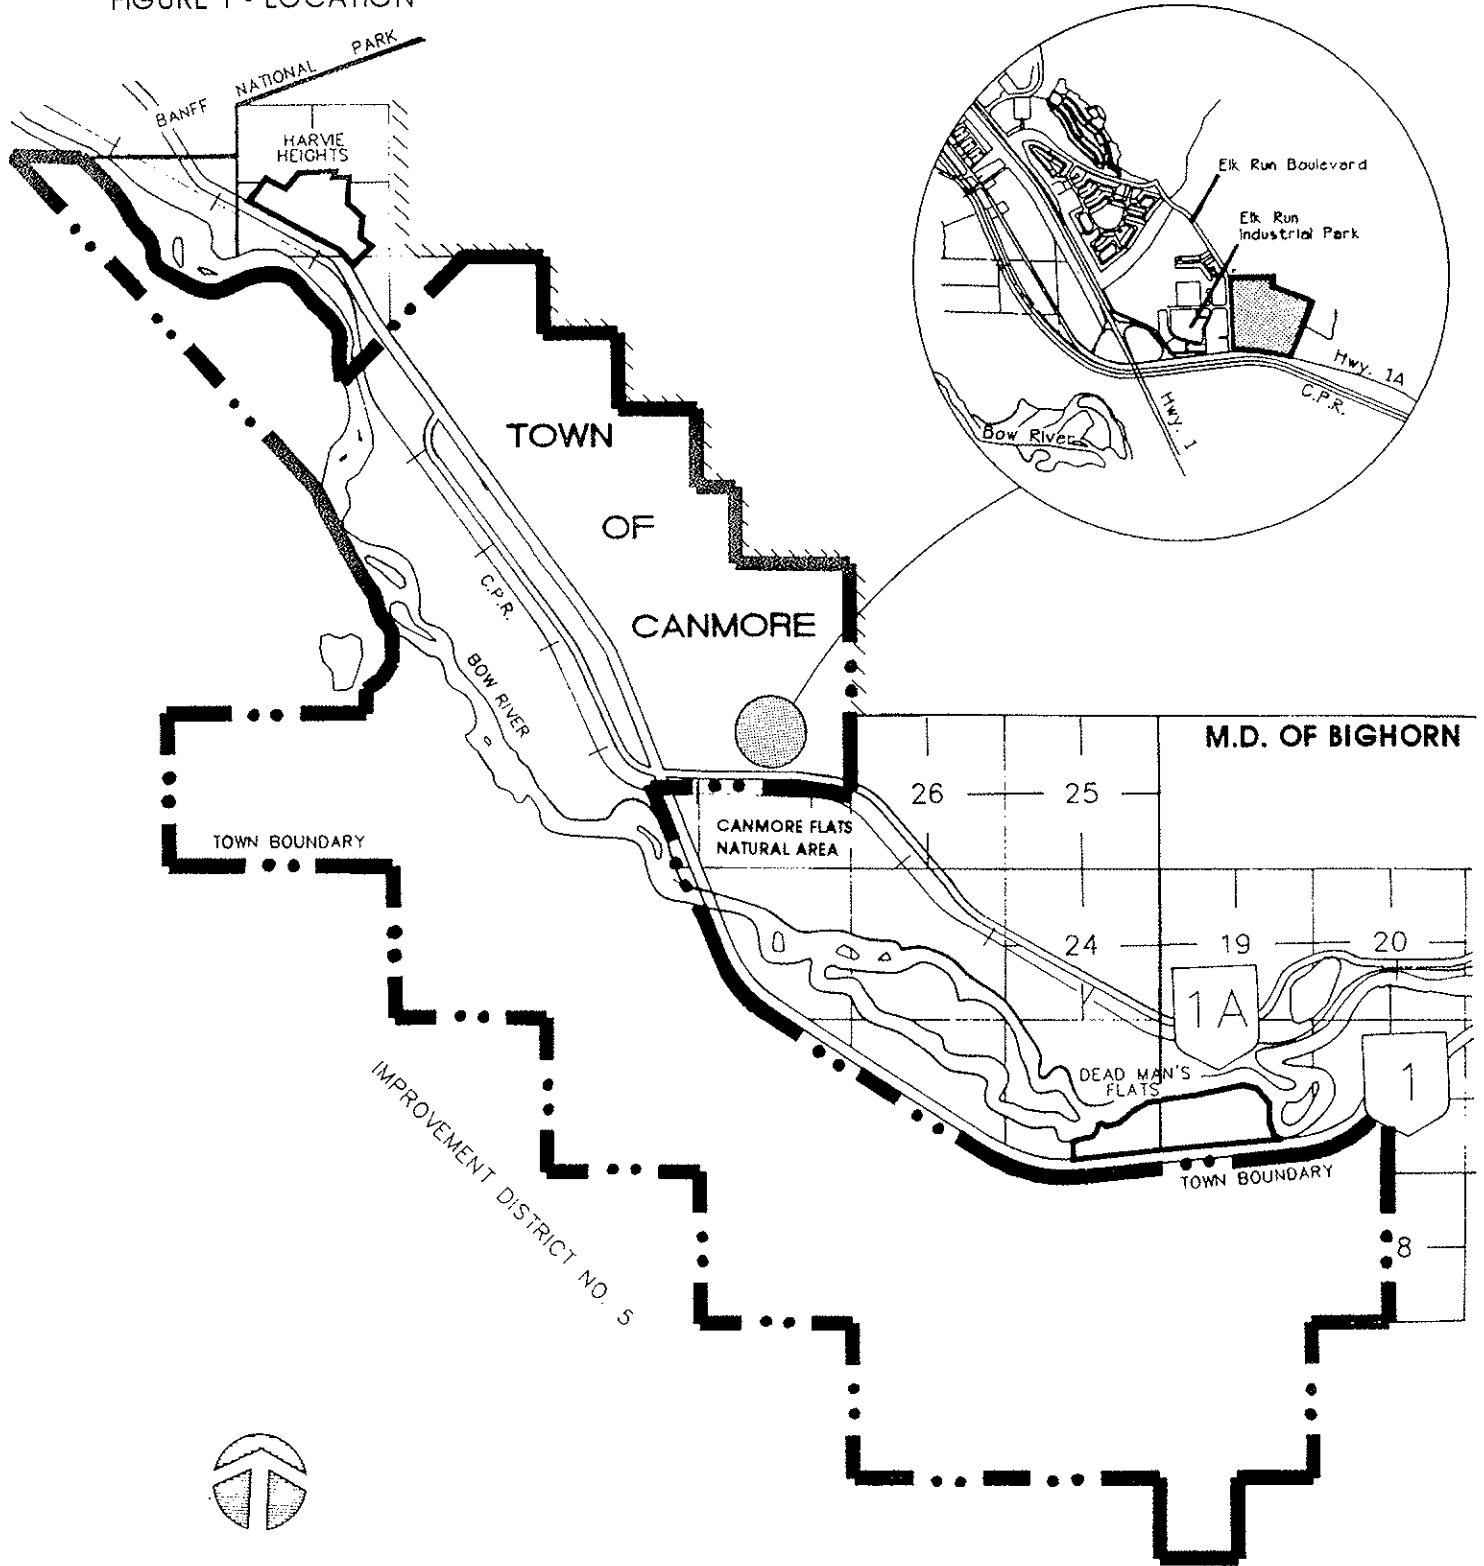 FIGURE 1 - LOCATION
BANFF NATIONAL PARK
HARVIE
HEIGHTS
Elk Run Boulevard
Elk Run
Industrial Park
Hwy. 1A
C.P.R.
Hwy. 1
Bow River
TOWN
OF
CANMORE
C.P.R.
BOW RIVER
M.D. OF BIGHORN
26
25
CANMORE FLATS
NATURAL AREA
TOWN BOUNDARY
24
19
20
1A
1
DEAD MAN'S
FLATS
TOWN BOUNDARY
IMPROVEMENT DISTRICT NO. 5
8